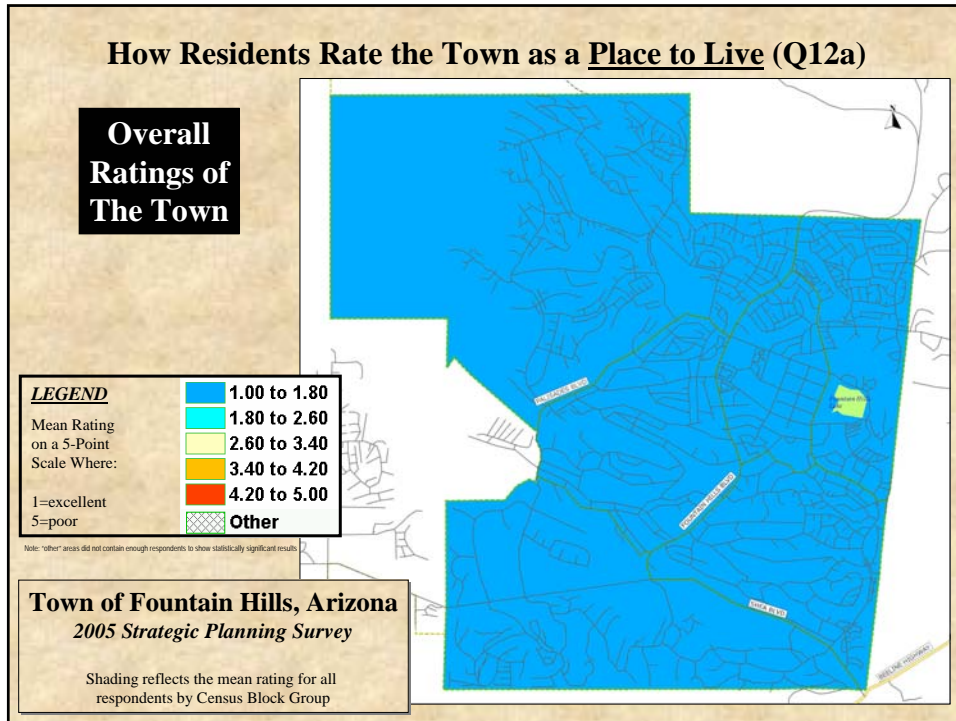 How Residents Rate the Town as a Place to Live (Q12a)
Overall
Ratings of
The Town
PALISADES BLVD
FOUNTAIN HILLS BLVD
SHEA BLVD
BEELINE HIGHWAY
LEGEND
Mean Rating
on a 5-Point
Scale Where:
1=excellent
5=poor
1.00 to 1.80
1.80 to 2.60
2.60 to 3.40
3.40 to 4.20
4.20 to 5.00
Other
Note: "other" areas did not contain enough respondents to show statistically significant results
Town of Fountain Hills, Arizona
2005 Strategic Planning Survey
Shading reflects the mean rating for all
respondents by Census Block Group